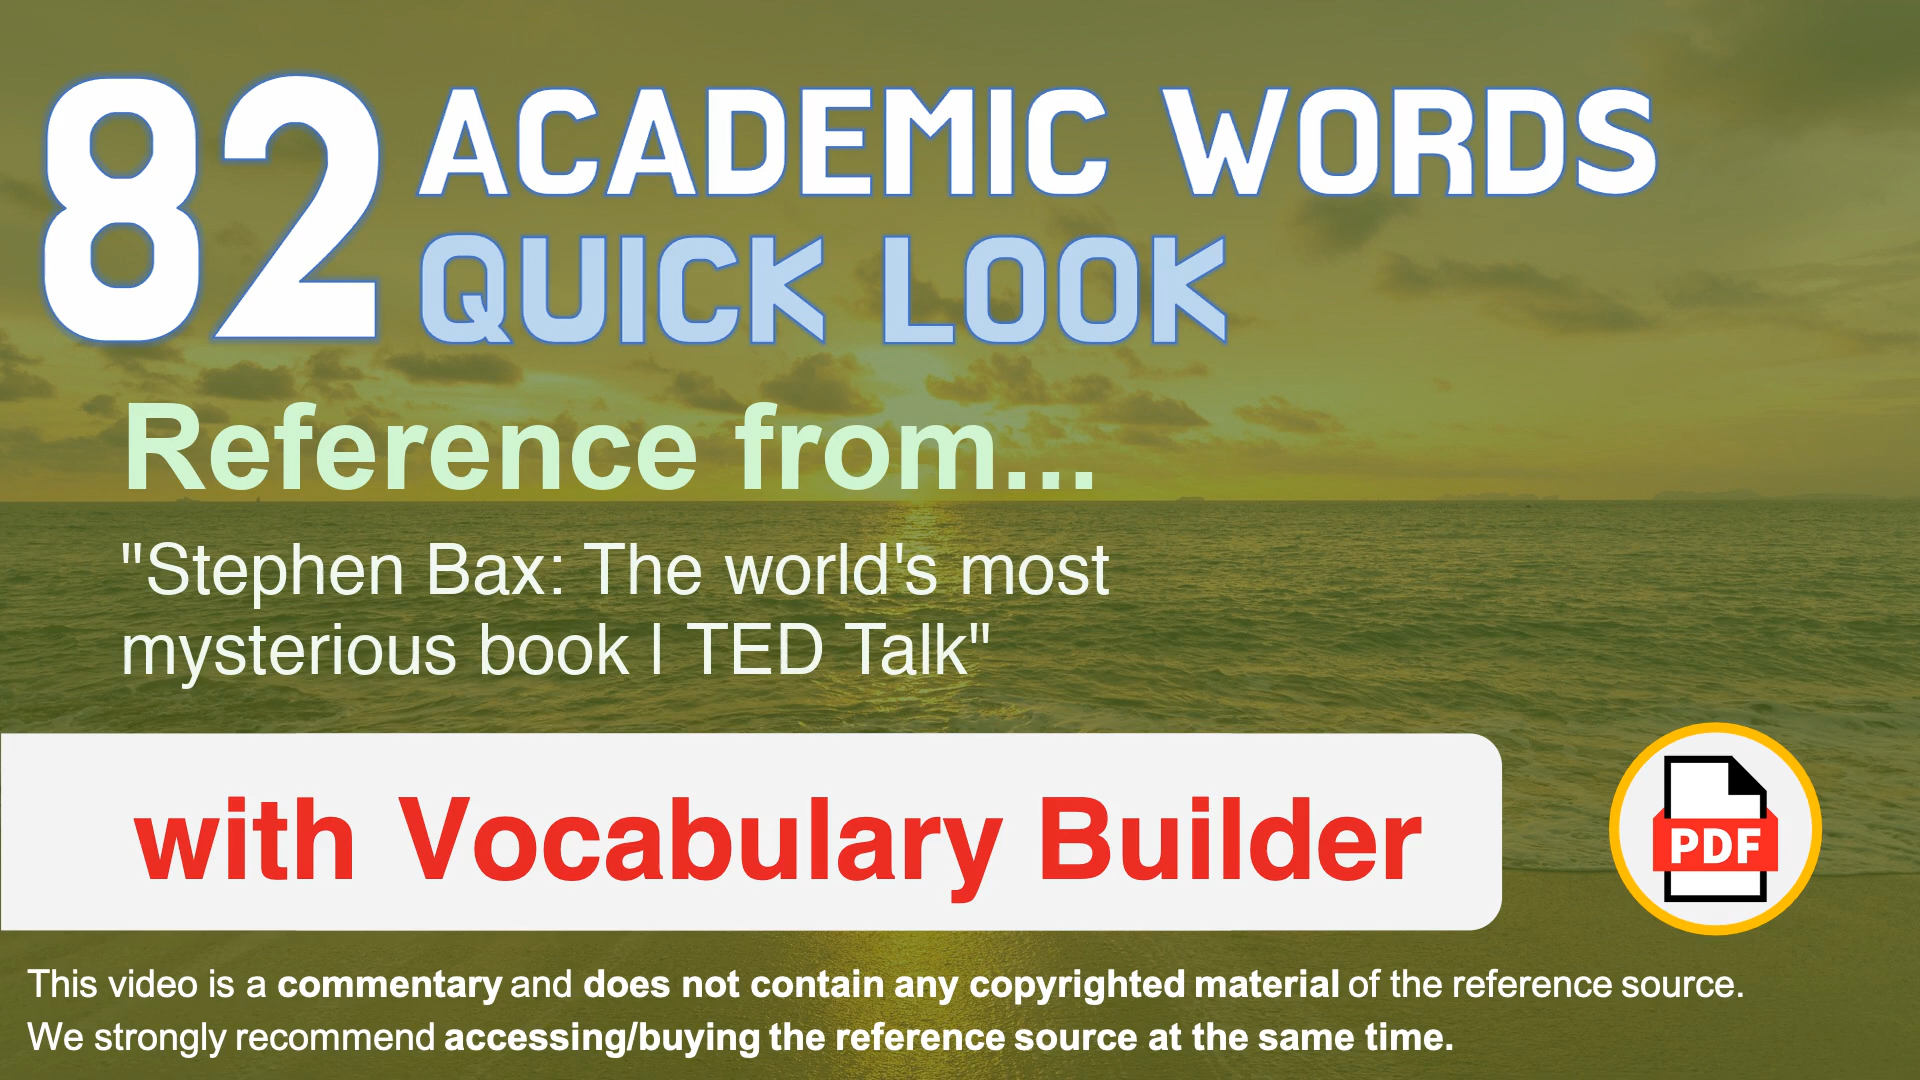 82 ACADEMIC WORDS
QUICK LOOK
Reference from...
"Stephen Bax: The world's most
mysterious book | TED Talk"
with Vocabulary Builder
PDF
This video is a commentary and does not contain any copyrighted material of the reference source.
We strongly recommend accessing/buying the reference source at the same time.